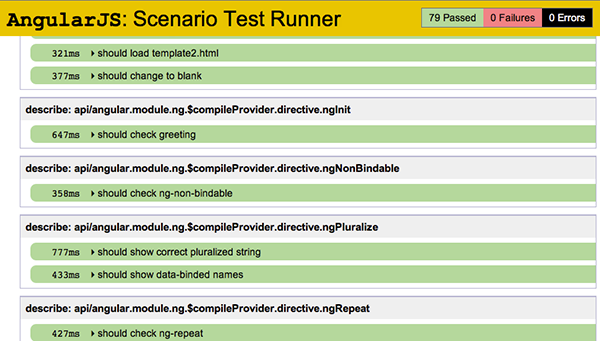 AngularJS: Scenario Test Runner
79 Passed 0 Failures 0 Errors
321ms should load template2.html
377ms should change to blank
describe: api/angular.module.ng.$compileProvider.directive.ngInit
647ms should check greeting
describe: api/angular.module.ng.$compileProvider.directive.ngNonBindable
358ms should check ng-non-bindable
describe: api/angular.module.ng.$compileProvider.directive.ngPluralize
777ms should show correct pluralized string
433ms should show data-binded names
describe: api/angular.module.ng.$compileProvider.directive.ngRepeat
427ms should check ng-repeat